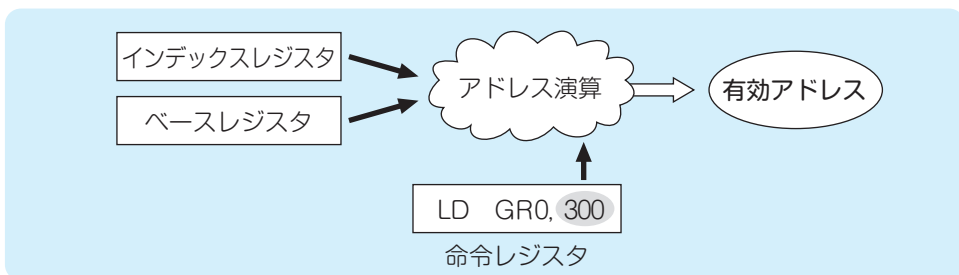 インデックスレジスタ
ベースレジスタ
アドレス演算
有効アドレス
LD GR0, 300
命令レジスタ